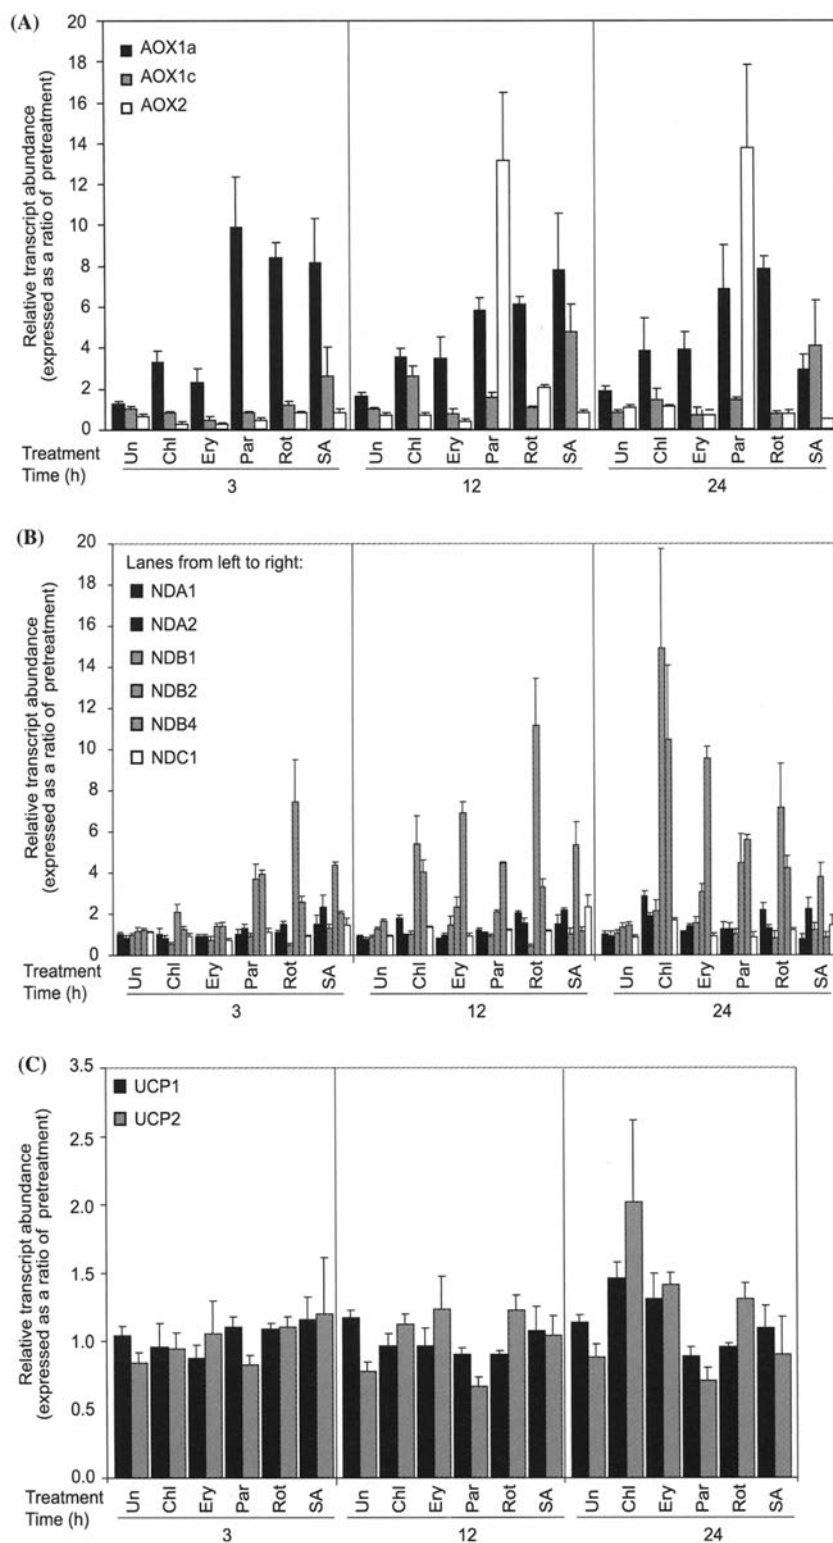 (A)
Relative transcript abundance
(expressed as a ratio of pretreatment)
20
18
16
14
12
10
8
6
4
2
0
AOX1a
AOX1c
AOX2
Treatment
Un Chl Ery Par Rot SA Un Chl Ery Par Rot SA Un Chl Ery Par Rot SA
Time (h)
3 12 24
(B)
Relative transcript abundance
(expressed as a ratio of pretreatment)
20
18
16
14
12
10
8
6
4
2
0
Lanes from left to right:
NDA1
NDA2
NDB1
NDB2
NDB4
NDC1
Treatment
Un Chl Ery Par Rot SA Un Chl Ery Par Rot SA Un Chl Ery Par Rot SA
Time (h)
3 12 24
(C)
Relative transcript abundance
(expressed as a ratio of pretreatment)
3.5
3.0
2.5
2.0
1.5
1.0
0.5
0.0
UCP1
UCP2
Treatment
Un Chl Ery Par Rot SA Un Chl Ery Par Rot SA Un Chl Ery Par Rot SA
Time (h)
3 12 24